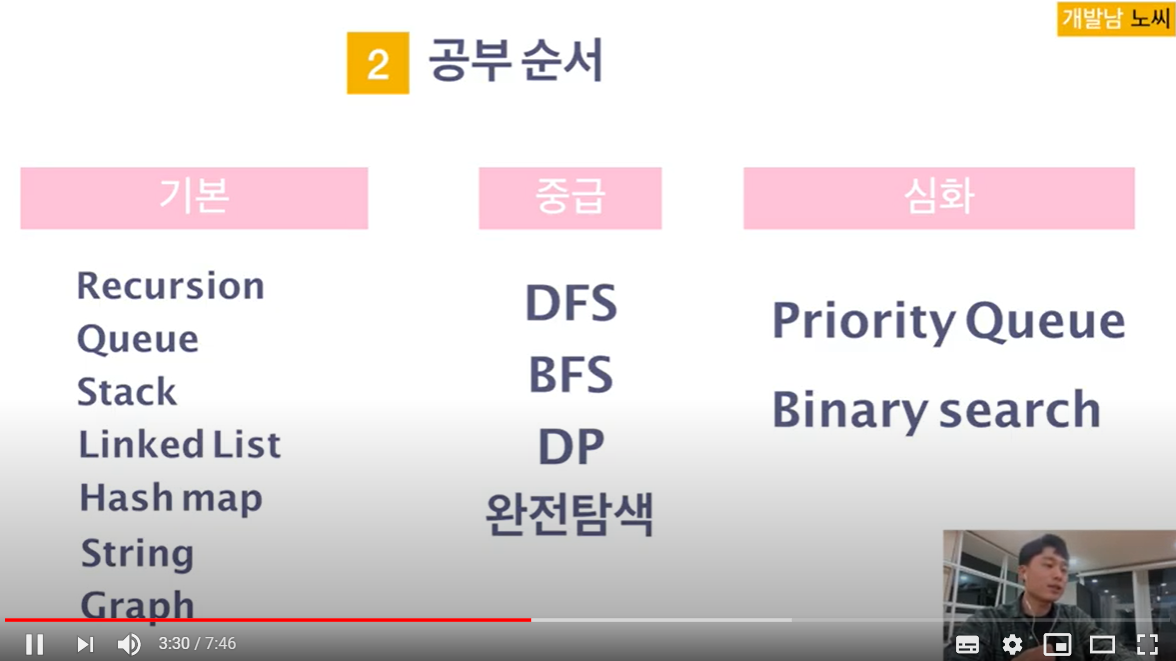 개발남 노씨
2 공부 순서
기본
중급
심화
Recursion
Queue
Stack
Linked List
Hash map
String
Graph
DFS
BFS
DP
완전탐색
Priority Queue
Binary search
3:30 / 7:46